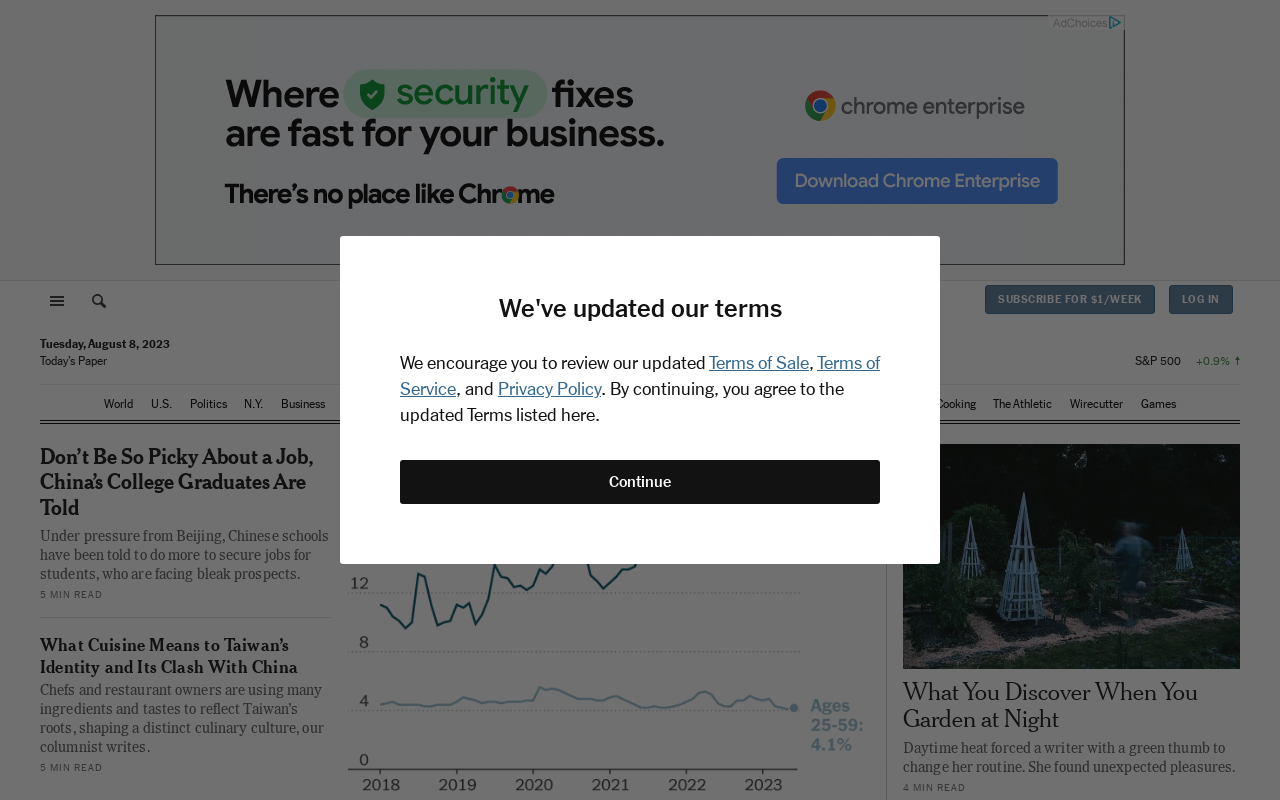 AdChoices
Where security fixes
are fast for your business.
There's no place like Chrome
chrome enterprise
Download Chrome Enterprise
SUBSCRIBE FOR $1/WEEK
LOG IN
Tuesday, August 8, 2023
Today's Paper
S&P 500 +0.9% ↑
World U.S. Politics N.Y. Business
Cooking The Athletic Wirecutter Games
We've updated our terms
We encourage you to review our updated Terms of Sale, Terms of
Service, and Privacy Policy. By continuing, you agree to the
updated Terms listed here.
Continue
Don't Be So Picky About a Job,
China's College Graduates Are
Told
Under pressure from Beijing, Chinese schools
have been told to do more to secure jobs for
students, who are facing bleak prospects.
5 MIN READ
What Cuisine Means to Taiwan's
Identity and Its Clash With China
Chefs and restaurant owners are using many
ingredients and tastes to reflect Taiwan's
roots, shaping a distinct culinary culture, our
columnist writes.
5 MIN READ
12
8
4
0
Ages
25-59:
4.1%
2018 2019 2020 2021 2022 2023
What You Discover When You
Garden at Night
Daytime heat forced a writer with a green thumb to
change her routine. She found unexpected pleasures.
4 MIN READ